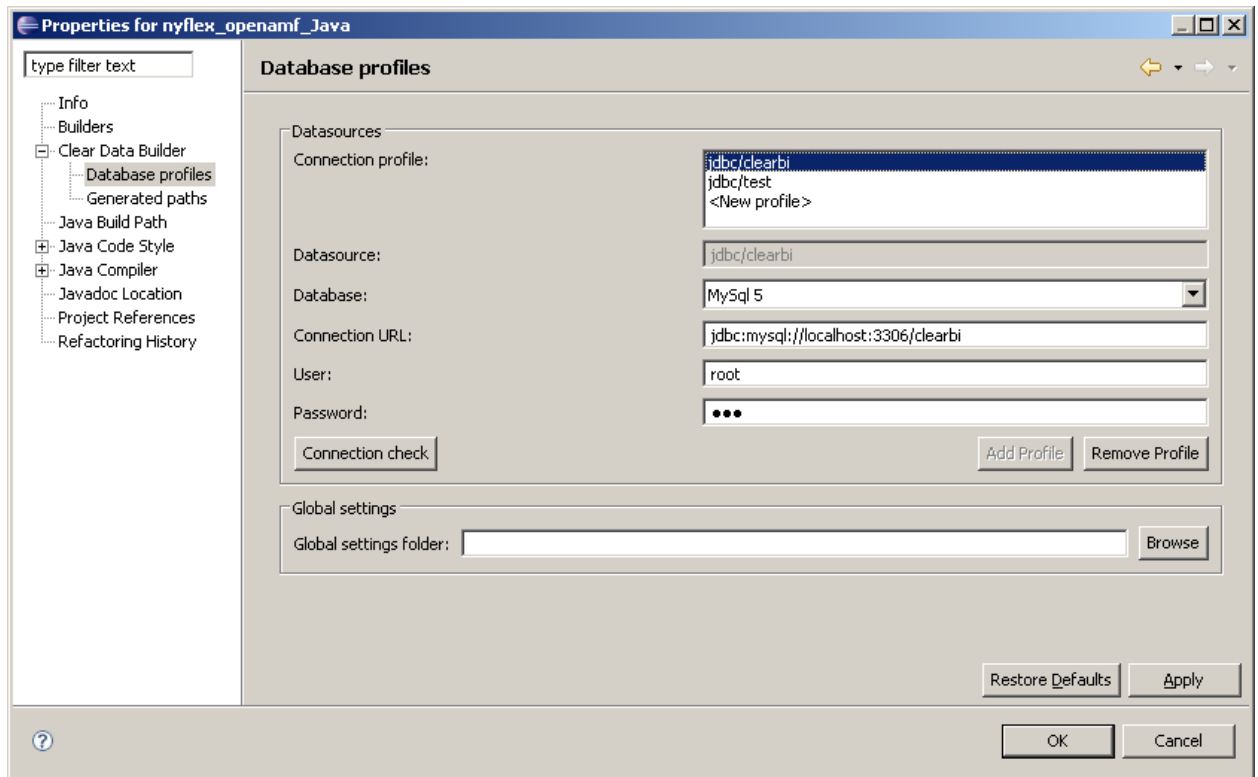 Properties for nyflex_openamf_Java
type filter text
Info
Builders
Clear Data Builder
Database profiles
Generated paths
Java Build Path
Java Code Style
Java Compiler
Javadoc Location
Project References
Refactoring History
Database profiles
Datasources
Connection profile:
jdbc/clearbi
jdbc/test
<New profile>
Datasource: jdbc/clearbi
Database: MySql 5
Connection URL: jdbc:mysql://localhost:3306/clearbi
User: root
Password: ●●●
Connection check Add Profile Remove Profile
Global settings
Global settings folder: Browse
Restore Defaults Apply
? OK Cancel